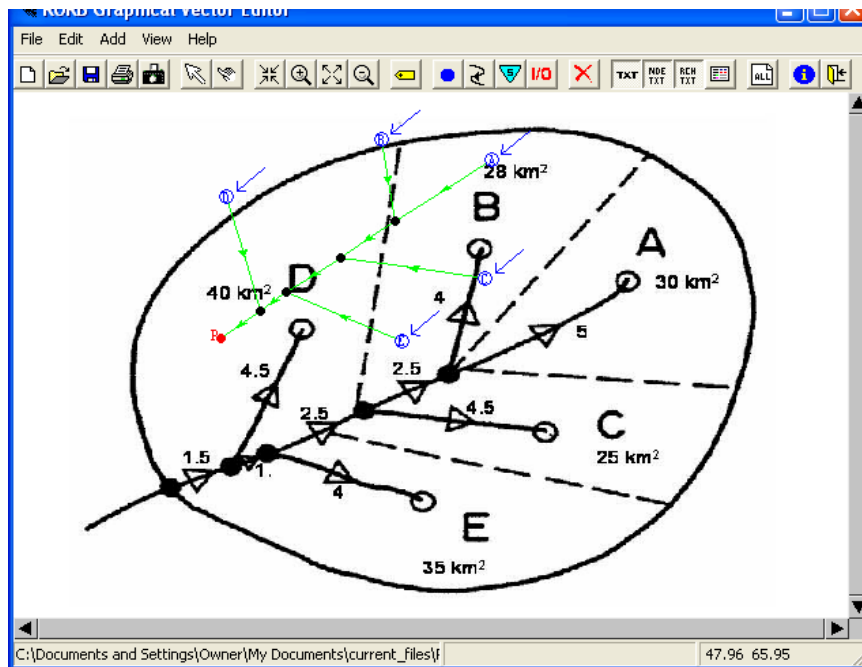 RORB Graphical Vector Editor
File Edit Add View Help
5 I/O TXT NDE TXT RCH TXT ALL
B
A
28 km²
D
B
A
30 km²
D
C
40 km²
4
E
5
P
4.5
2.5
2.5
4.5
C
25 km²
1.5
1.
4
E
35 km²
C:\Documents and Settings\Owner\My Documents\current_files\
47.96 65.95